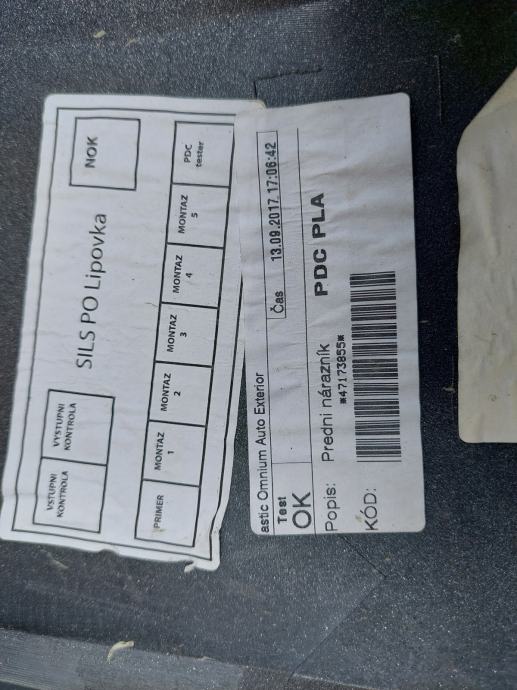 VSTUPNI
KONTROLA
VYSTUPNI
KONTROLA
SILS PO Lipovka
NOK
PRIMER
MONTAZ
1
MONTAZ
2
MONTAZ
3
MONTAZ
4
MONTAZ
5
PDC
tester
astic Omnium Auto Exterior
Test
OK
Čas 13.09.2017 17:06:42
Popis: Predni nárazník PDC PLA
KÓD: *47173855*